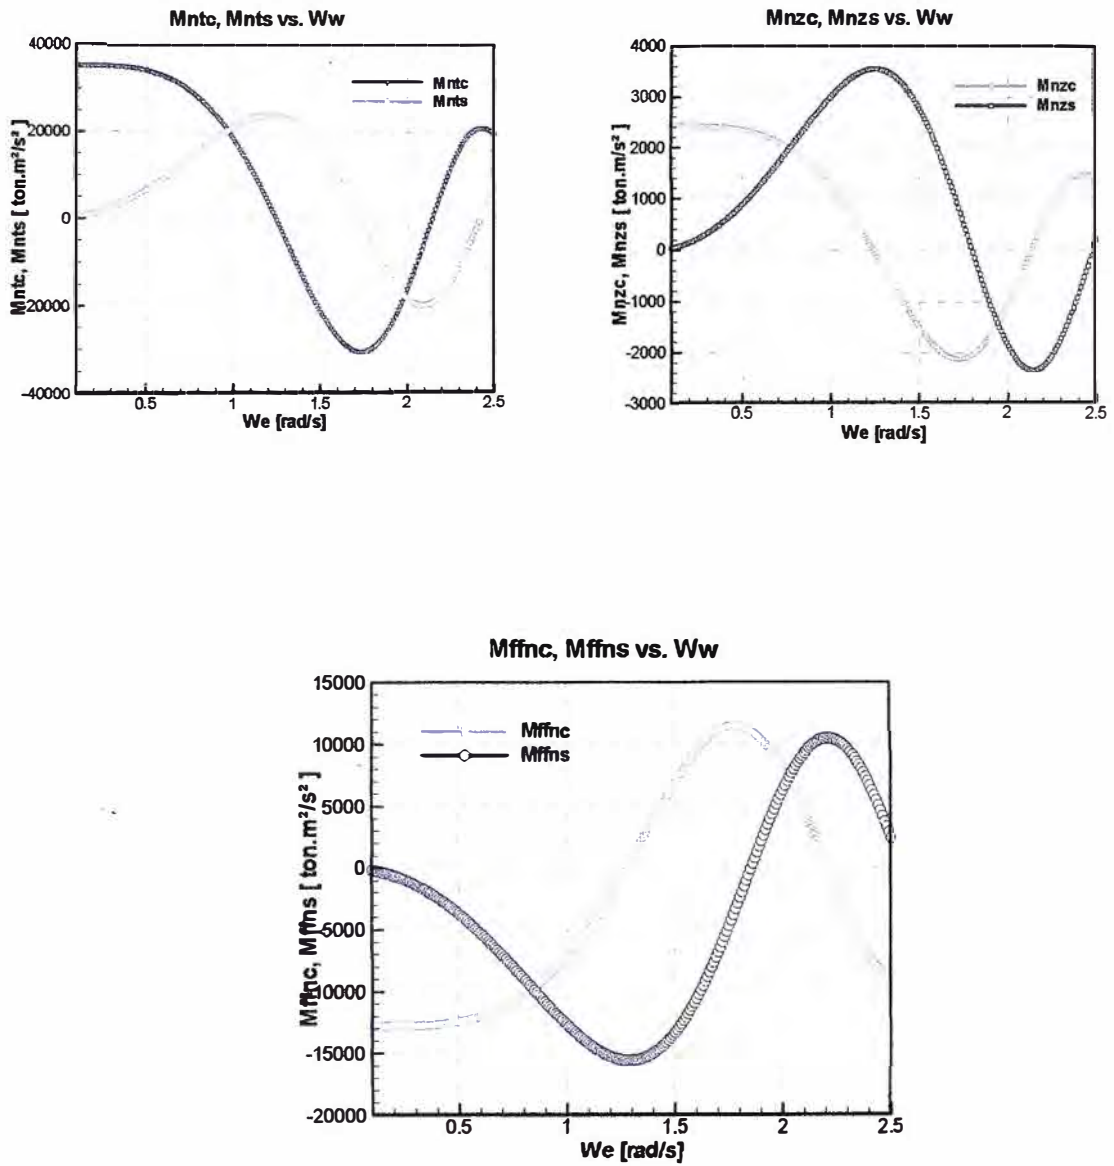 Mntc, Mnts vs. Ww
40000
20000
0
-20000
-40000
Mntc, Mnts [ ton.m²/s² ]
Mntc
Mnts
0.5 1 1.5 2 2.5
We [rad/s]
Mnzc, Mnzs vs. Ww
4000
3000
2000
1000
0
-1000
-2000
-3000
Mnzc, Mnzs [ ton.m/s² ]
Mnzc
Mnzs
0.5 1 1.5 2 2.5
We [rad/s]
Mffnc, Mffns vs. Ww
15000
10000
5000
0
-5000
-10000
-15000
-20000
Mffnc, Mffns [ ton.m²/s² ]
Mffnc
Mffns
0.5 1 1.5 2 2.5
We [rad/s]